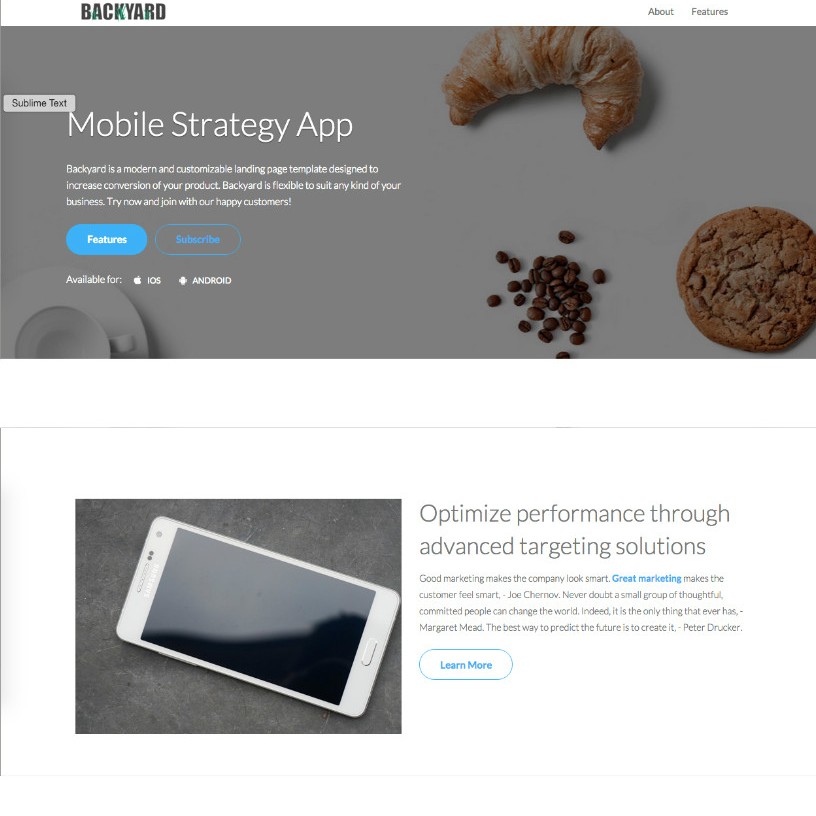 BACKYARD
About Features
Sublime Text
Mobile Strategy App
Backyard is a modern and customizable landing page template designed to
increase conversion of your product. Backyard is flexible to suit any kind of your
business. Try now and join with our happy customers!
Features Subscribe
Available for: IOS ANDROID
SAMSUNG
Optimize performance through
advanced targeting solutions
Good marketing makes the company look smart. Great marketing makes the
customer feel smart, - Joe Chernov. Never doubt a small group of thoughtful,
committed people can change the world. Indeed, it is the only thing that ever has, -
Margaret Mead. The best way to predict the future is to create it, - Peter Drucker.
Learn More